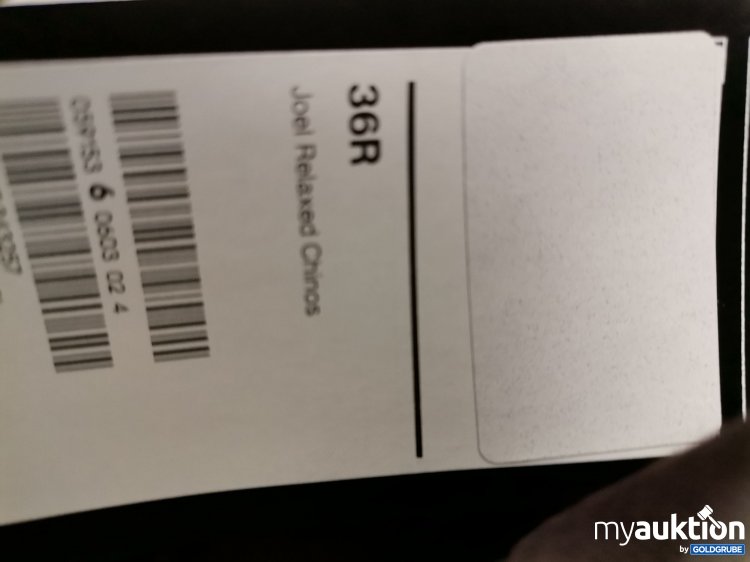 36R
Joel Relaxed Chinos
6 0603 02 4
myauktion
by GOLDGRUBE